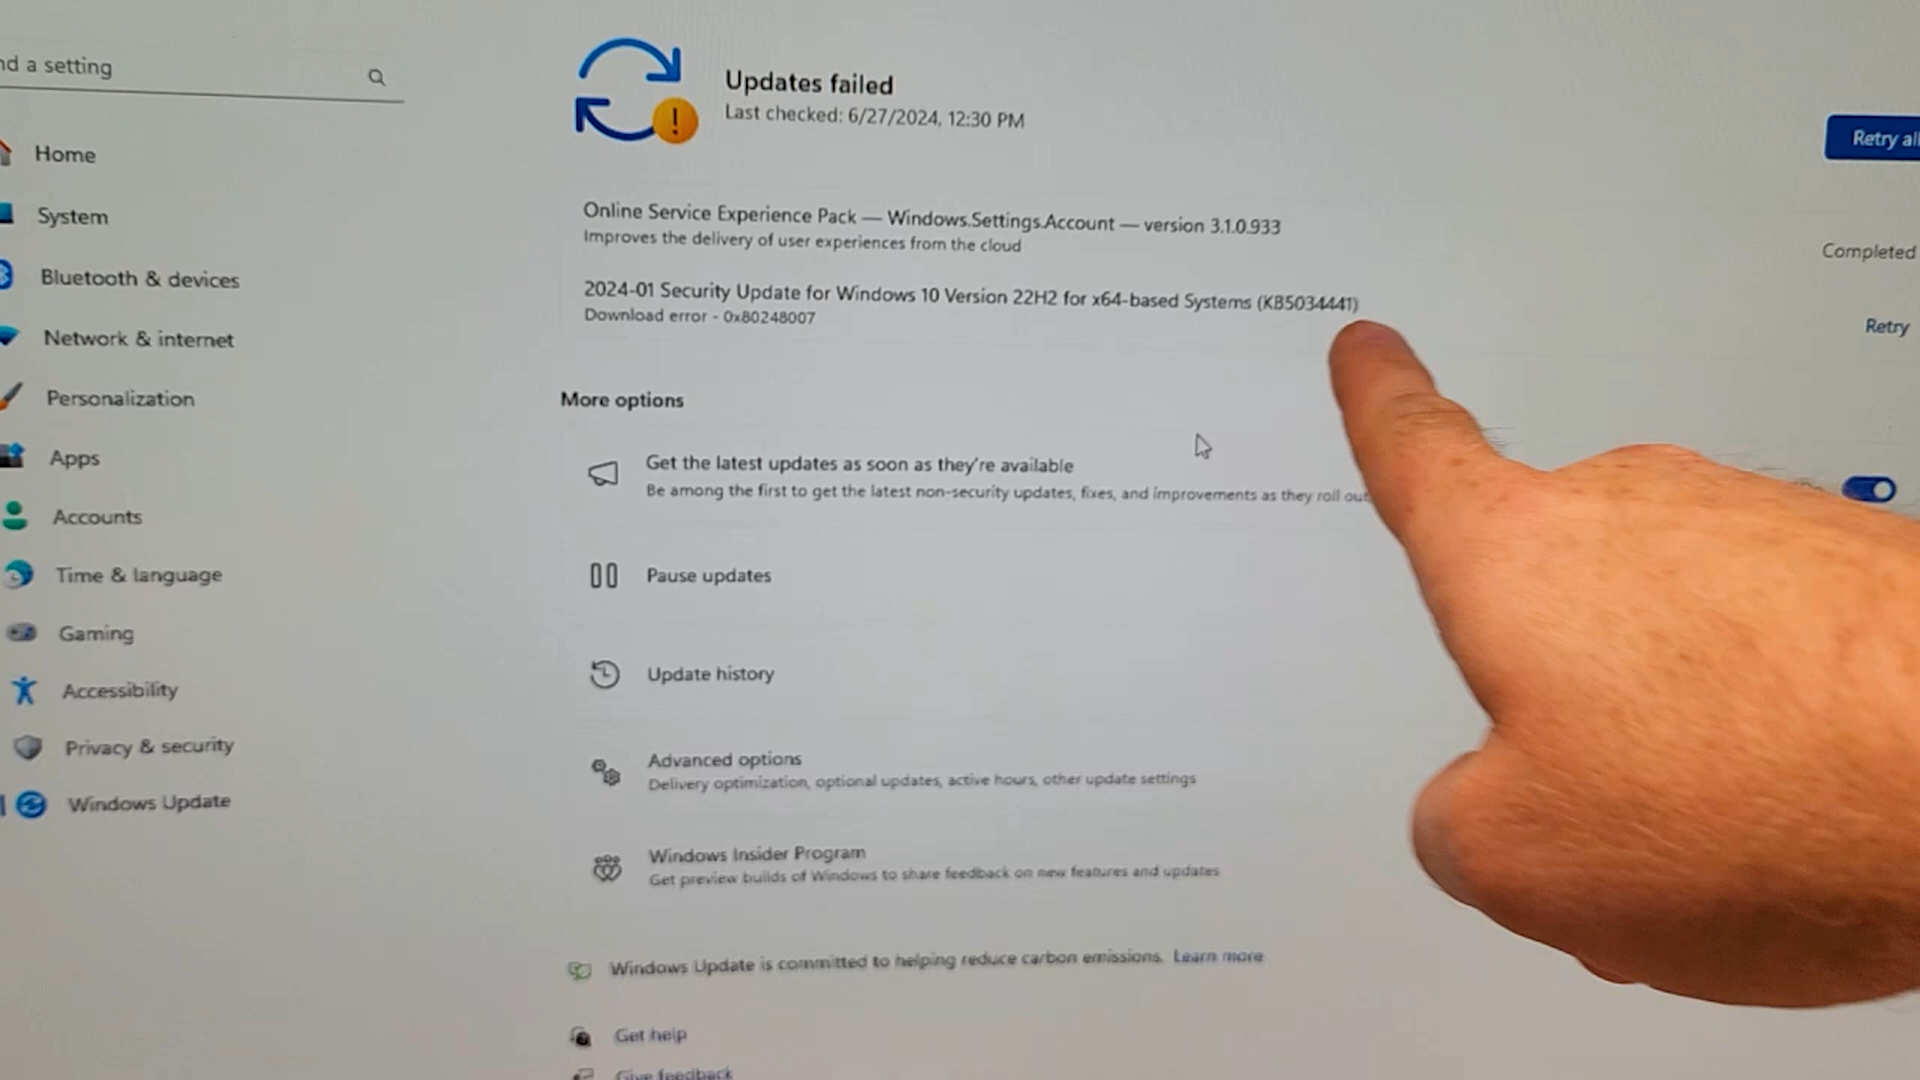 nd a setting
Home
System
Bluetooth & devices
Network & internet
Personalization
Apps
Accounts
Time & language
Gaming
Accessibility
Privacy & security
Windows Update
Updates failed
Last checked: 6/27/2024, 12:30 PM
Retry all
Online Service Experience Pack — Windows.Settings.Account — version 3.1.0.933
Improves the delivery of user experiences from the cloud
Completed
2024-01 Security Update for Windows 10 Version 22H2 for x64-based Systems (KB5034441)
Download error - 0x80248007
Retry
More options
Get the latest updates as soon as they're available
Be among the first to get the latest non-security updates, fixes, and improvements as they roll out
Pause updates
Update history
Advanced options
Delivery optimization, optional updates, active hours, other update settings
Windows Insider Program
Get preview builds of Windows to share feedback on new features and updates
Windows Update is committed to helping reduce carbon emissions. Learn more
Get help
Give feedback